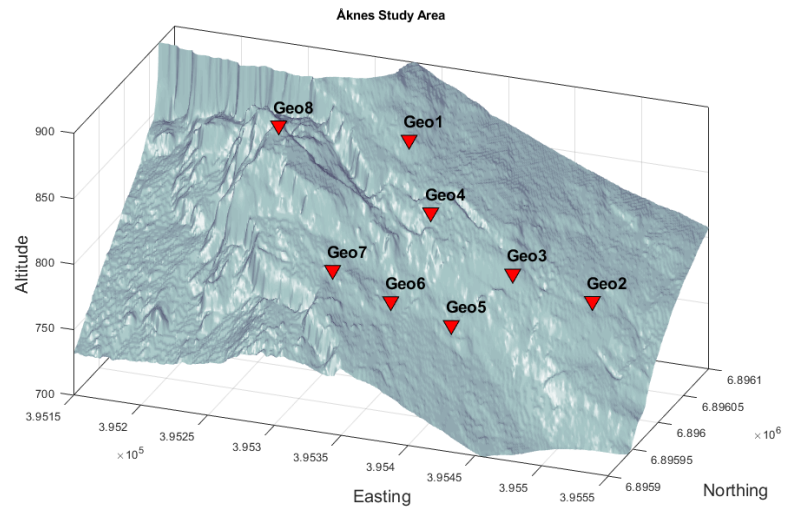 Åknes Study Area
Geo8
Geo1
Geo4
Geo7
Geo3
Geo6
Geo2
Geo5
Altitude
900
850
800
750
700
3.9515
3.952
3.9525
3.953
3.9535
3.954
3.9545
3.955
3.9555
×10⁵
Easting
6.8961
6.89605
6.896
6.89595
6.8959
×10⁶
Northing